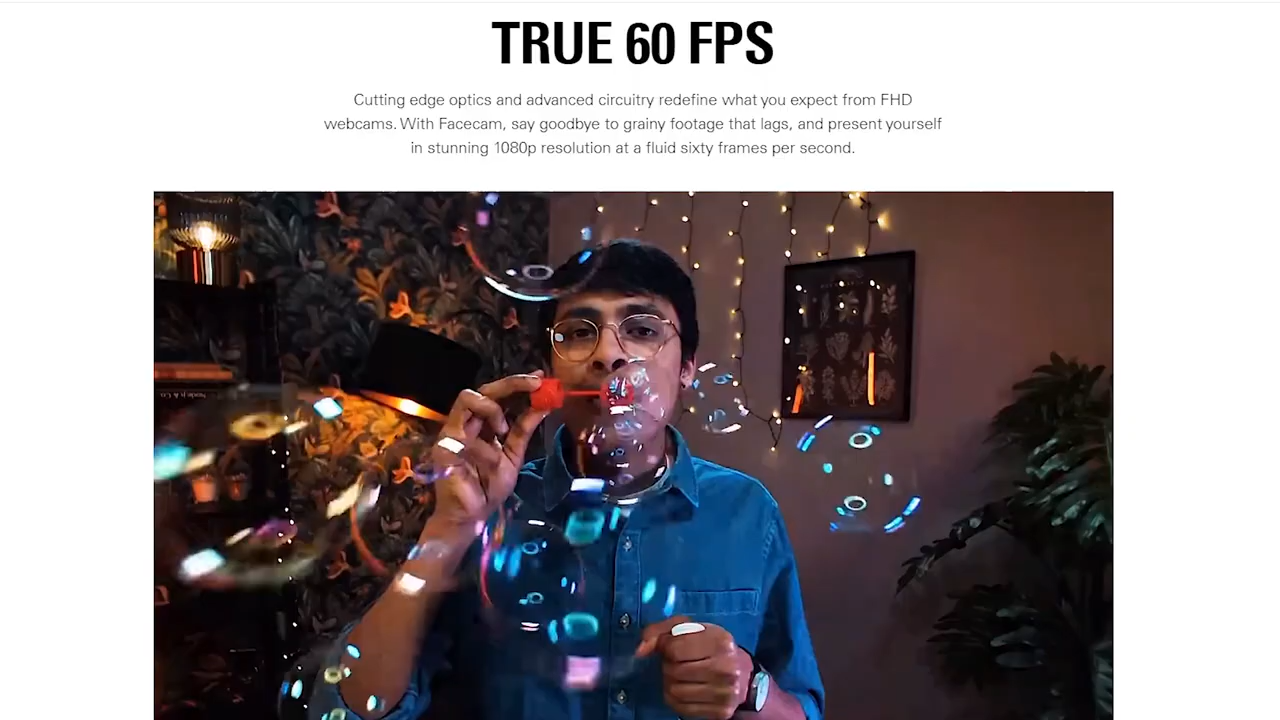 TRUE 60 FPS
Cutting edge optics and advanced circuitry redefine what you expect from FHD
webcams. With Facecam, say goodbye to grainy footage that lags, and present yourself
in stunning 1080p resolution at a fluid sixty frames per second.